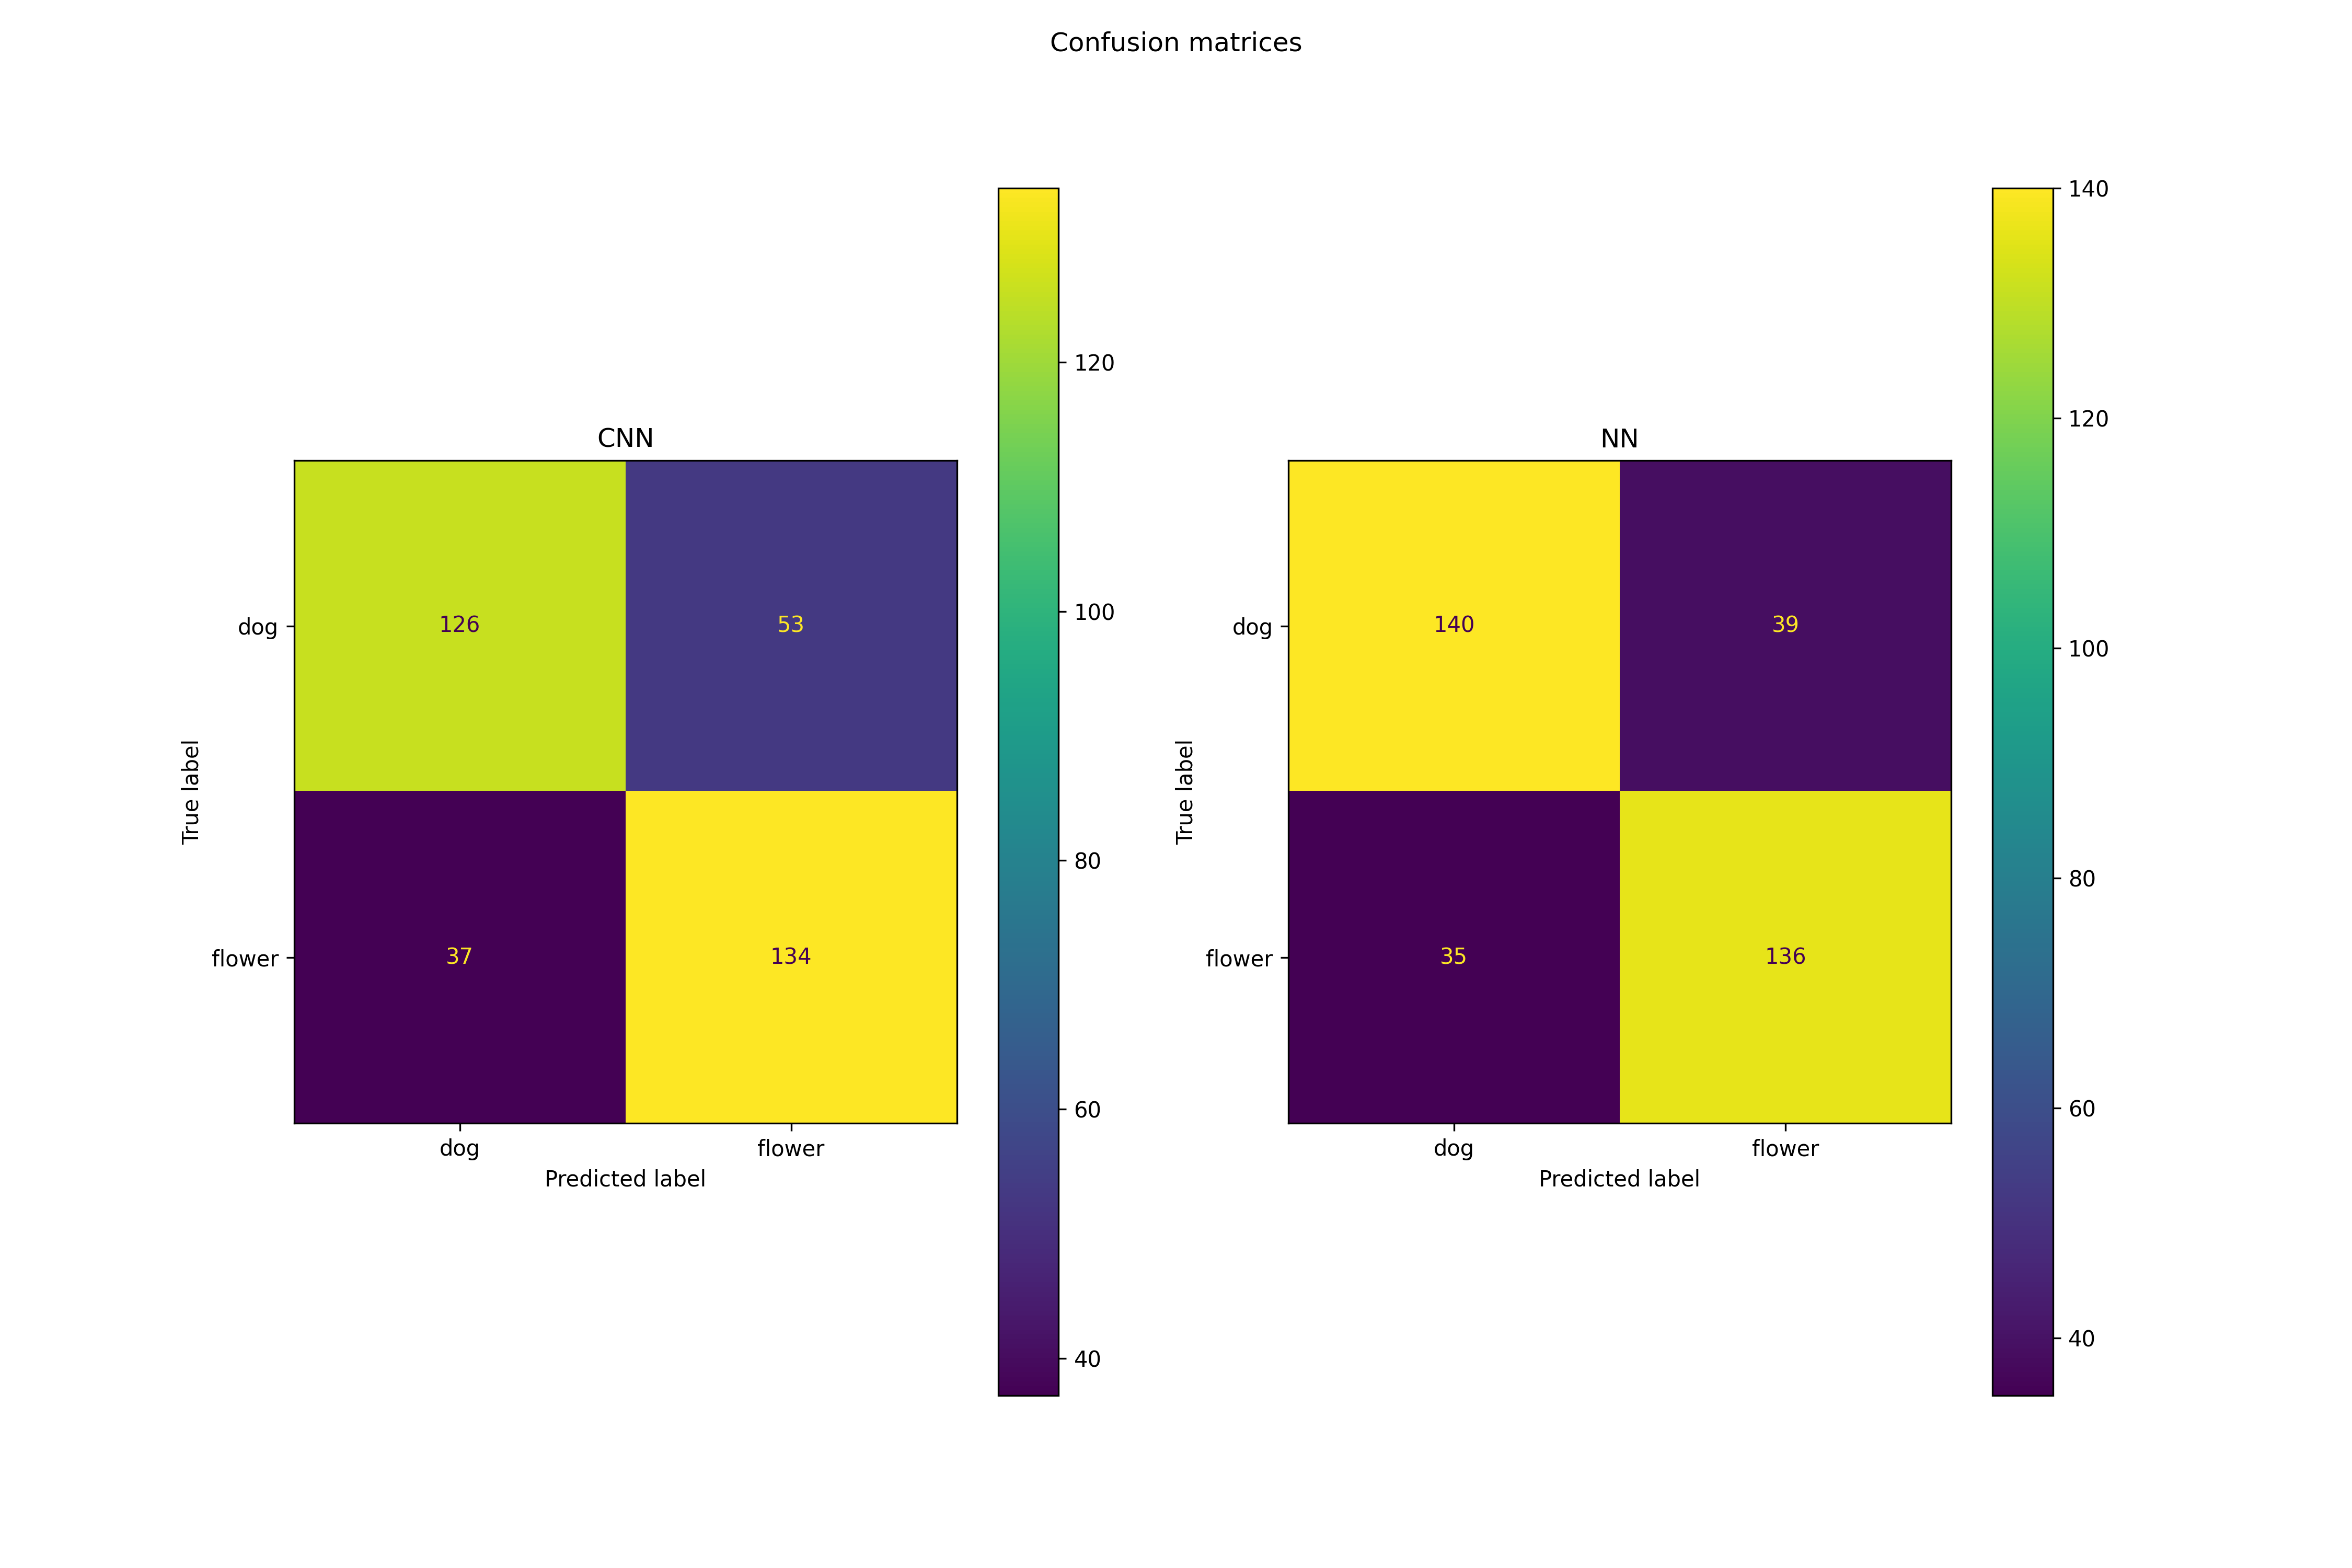 Confusion matrices
CNN
True label
dog
126
53
flower
37
134
dog
flower
Predicted label
120
100
80
60
40
NN
True label
dog
140
39
flower
35
136
dog
flower
Predicted label
140
120
100
80
60
40